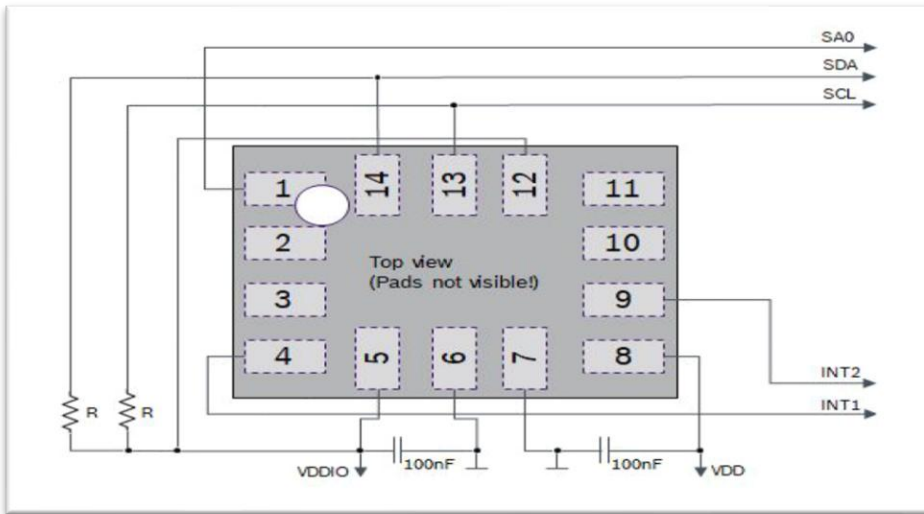 SA0
SDA
SCL
1
14
13
12
11
2
10
Top view
(Pads not visible!)
3
9
4
5
6
7
8
INT2
R
R
INT1
VDDIO
100nF
100nF
VDD